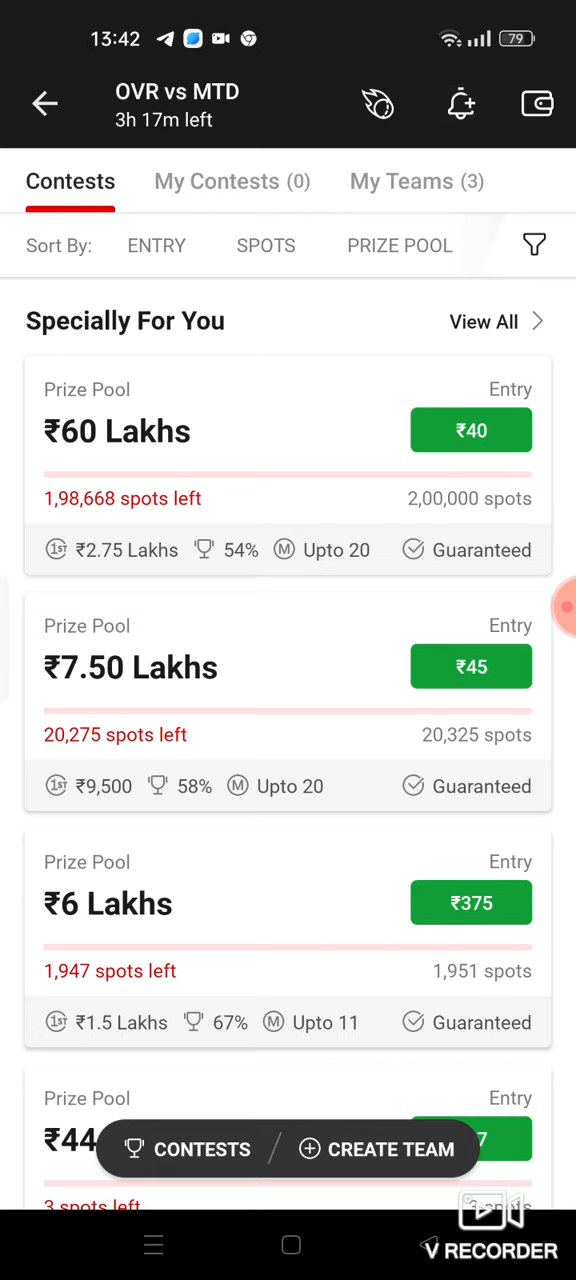 13:42 79
OVR vs MTD
3h 17m left
Contests My Contests (0) My Teams (3)
Sort By: ENTRY SPOTS PRIZE POOL
Specially For You View All
Prize Pool Entry
₹60 Lakhs ₹40
1,98,668 spots left 2,00,000 spots
1ST ₹2.75 Lakhs 54% M Upto 20 Guaranteed
Prize Pool Entry
₹7.50 Lakhs ₹45
20,275 spots left 20,325 spots
1ST ₹9,500 58% M Upto 20 Guaranteed
Prize Pool Entry
₹6 Lakhs ₹375
1,947 spots left 1,951 spots
1ST ₹1.5 Lakhs 67% M Upto 11 Guaranteed
Prize Pool Entry
₹44 7
CONTESTS CREATE TEAM
3 spots left
V RECORDER